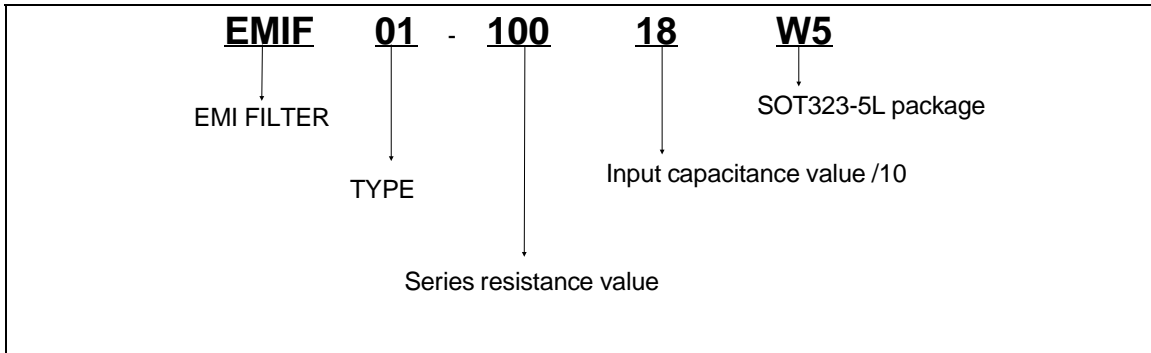 EMIF 01 - 100 18 W5
EMI FILTER
SOT323-5L package
TYPE
Input capacitance value /10
Series resistance value